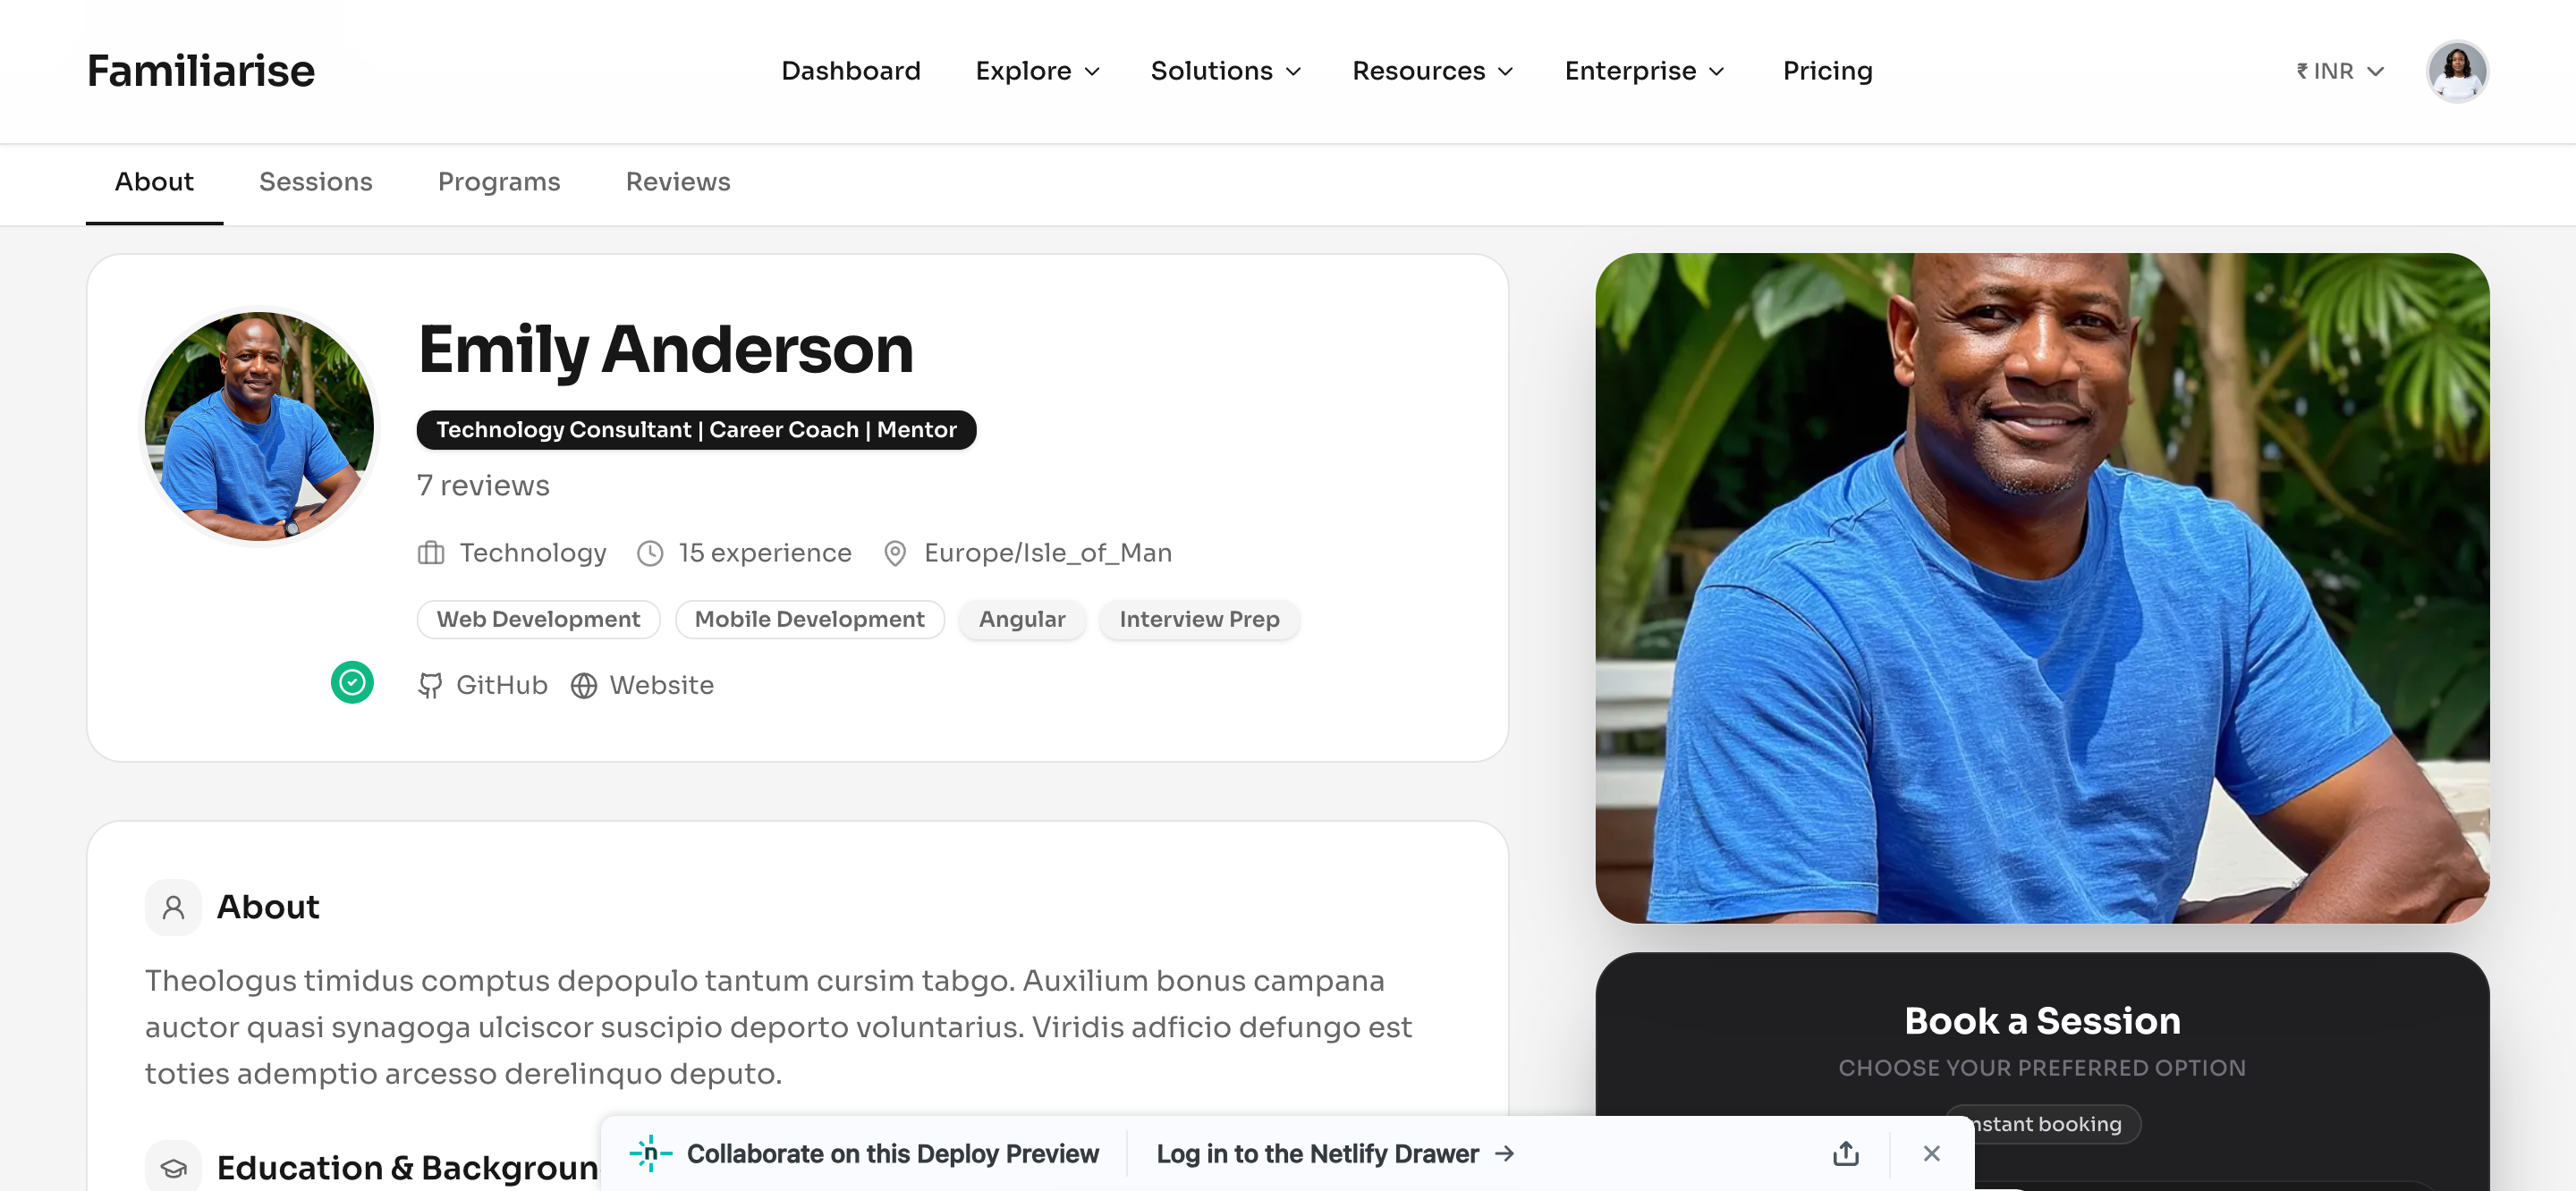 Familiarise
Dashboard
Explore
Solutions
Resources
Enterprise
Pricing
₹ INR
About
Sessions
Programs
Reviews
Emily Anderson
Technology Consultant | Career Coach | Mentor
7 reviews
Technology
15 experience
Europe/Isle_of_Man
Web Development
Mobile Development
Angular
Interview Prep
GitHub
Website
About
Theologus timidus comptus depopulo tantum cursim tabgo. Auxilium bonus campana
auctor quasi synagoga ulciscor suscipio deporto voluntarius. Viridis adficio defungo est
toties ademptio arcesso derelinquo deputo.
Education & Backgroun
Book a Session
CHOOSE YOUR PREFERRED OPTION
nstant booking
Collaborate on this Deploy Preview
Log in to the Netlify Drawer →